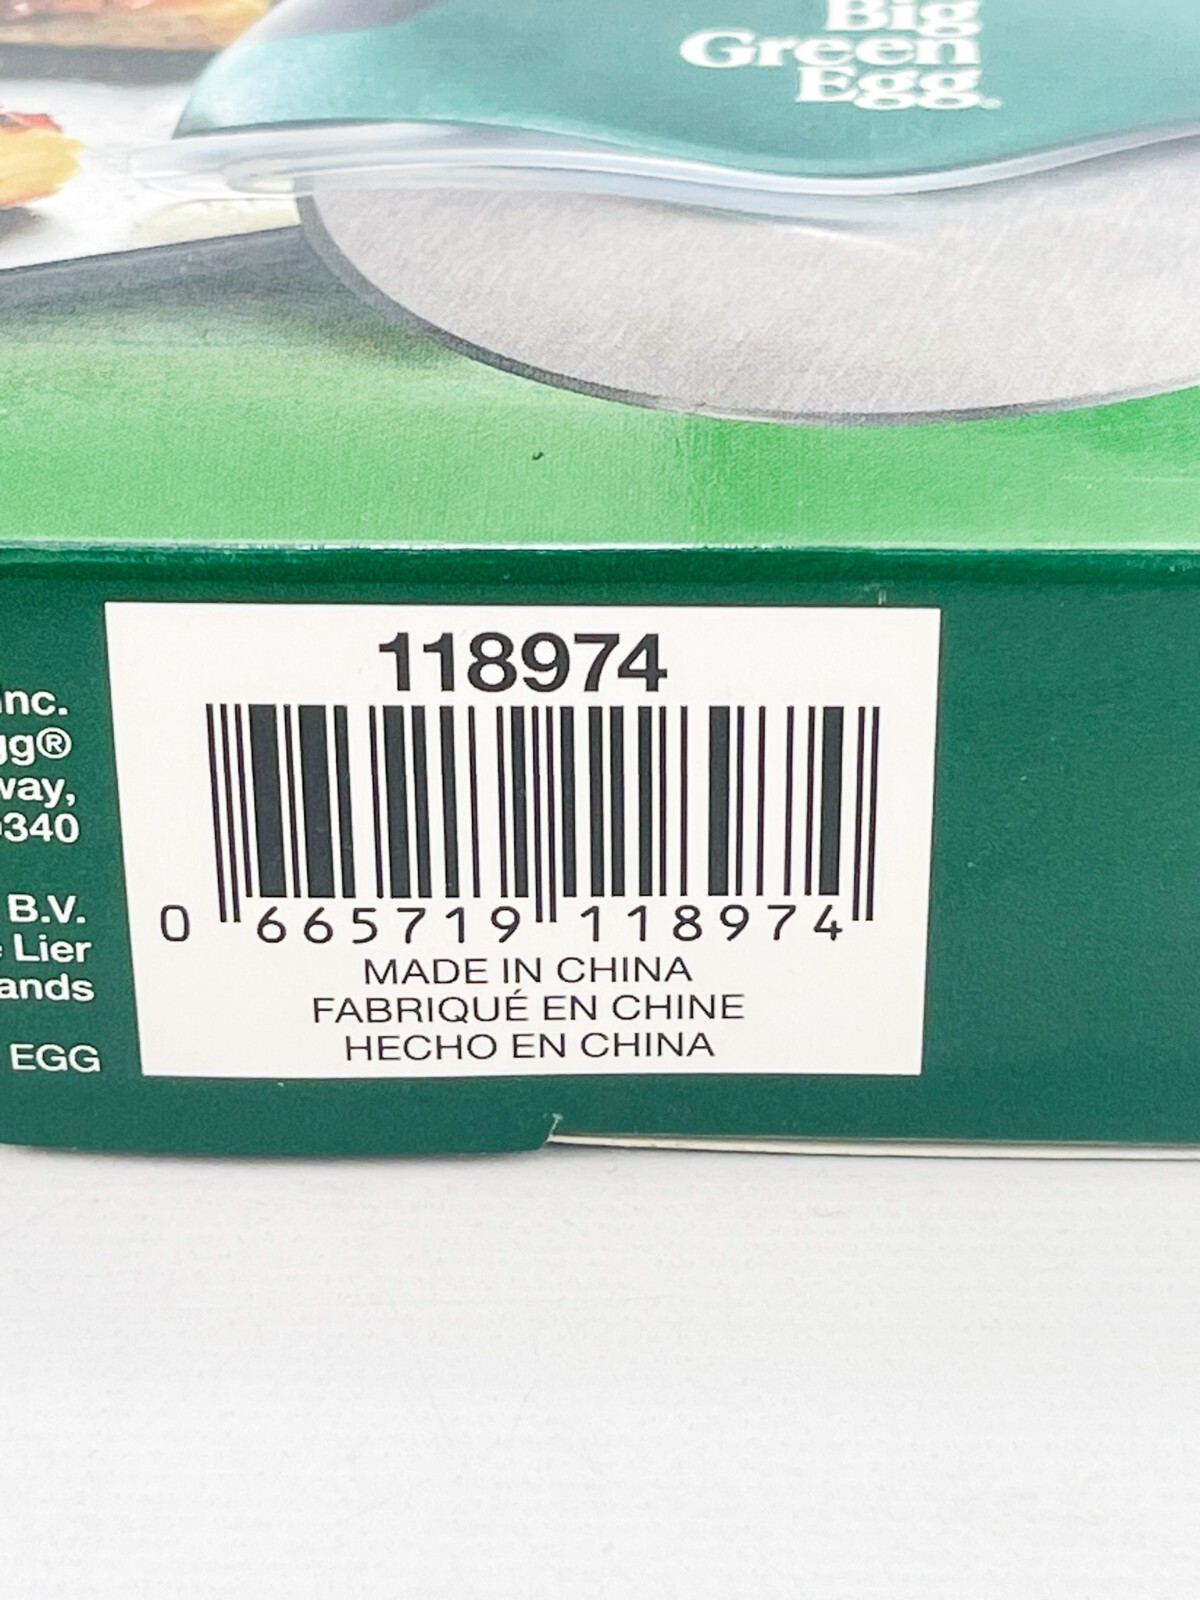 Big
Green
Egg®
118974
0 665719 118974
MADE IN CHINA
FABRIQUÉ EN CHINE
HECHO EN CHINA
Inc.
gg®
way,
340
B.V.
Lier
ands
EGG